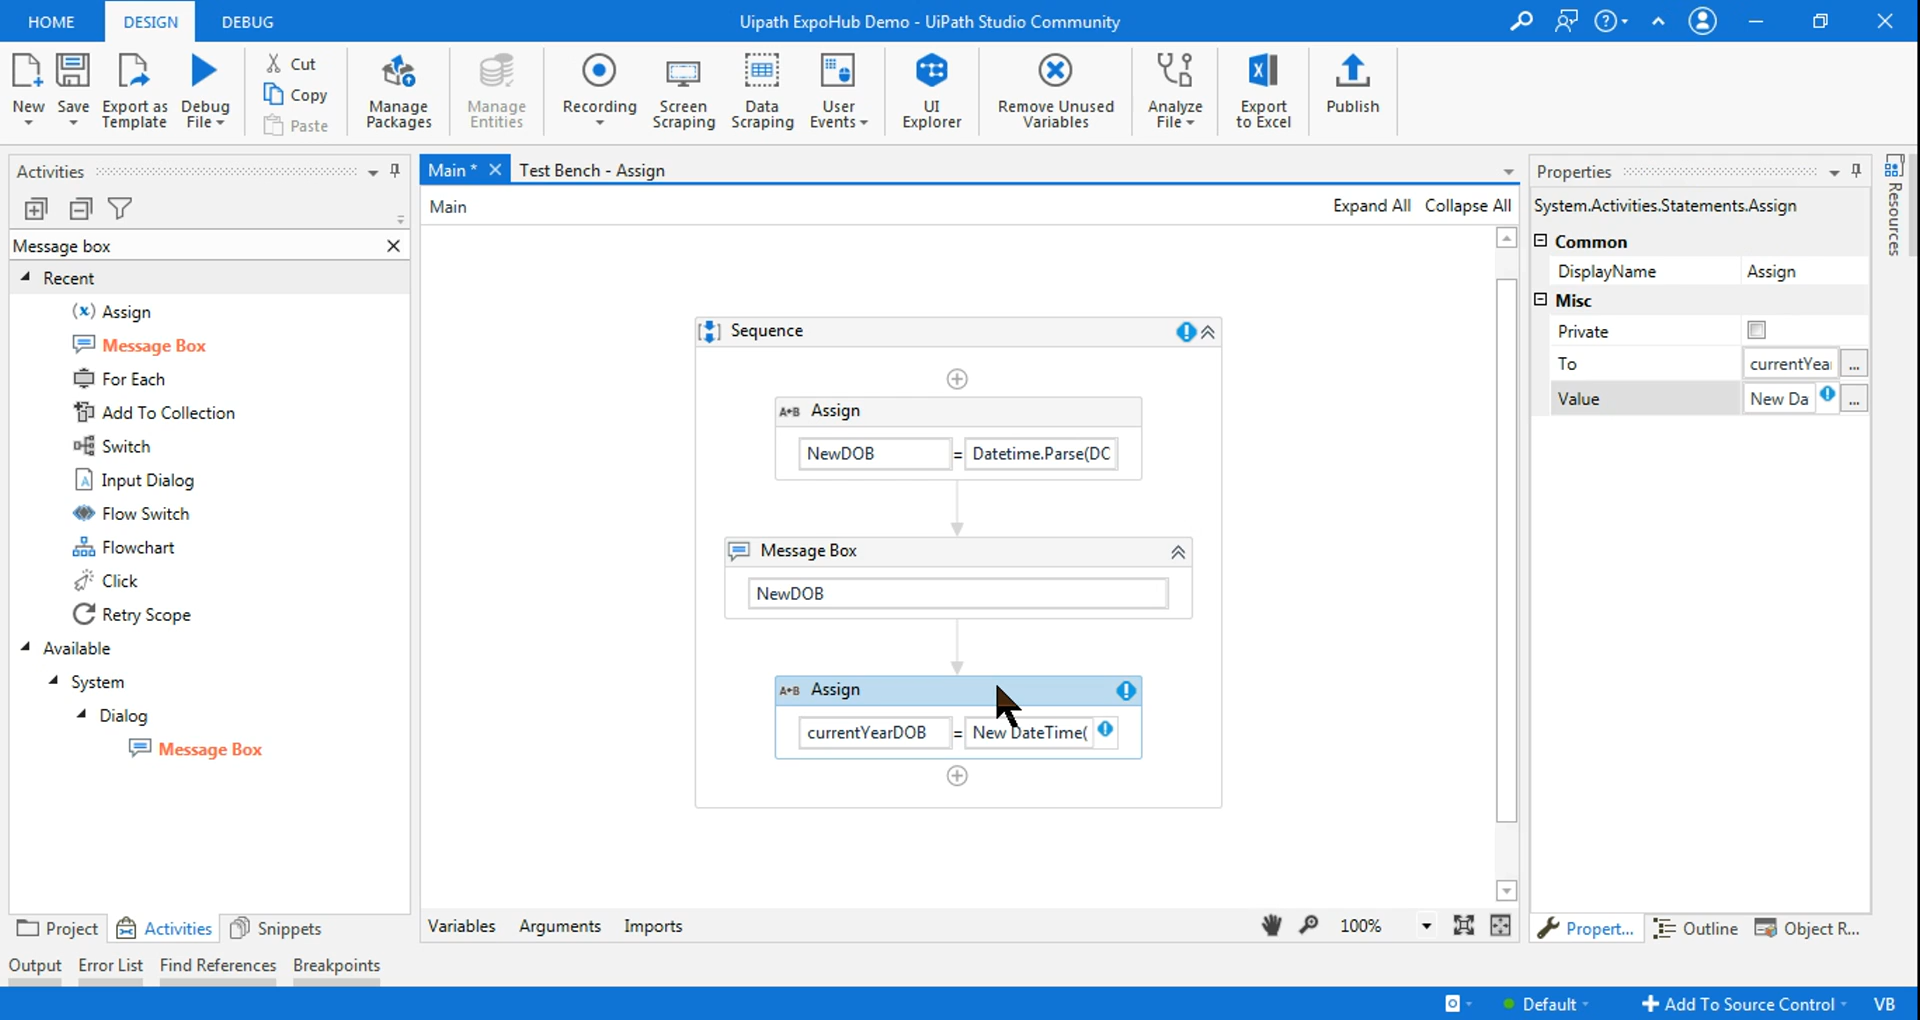 HOME
DESIGN
DEBUG
Uipath ExpoHub Demo - UiPath Studio Community
New
Save
Export as
Template
Debug
File
Cut
Copy
Paste
Manage
Packages
Manage
Entities
Recording
Screen
Scraping
Data
Scraping
User
Events
UI
Explorer
Remove Unused
Variables
Analyze
File
Export
to Excel
Publish
Activities
Message box
Recent
(x) Assign
Message Box
For Each
Add To Collection
Switch
Input Dialog
Flow Switch
Flowchart
Click
Retry Scope
Available
System
Dialog
Message Box
Project
Activities
Snippets
Main *
Test Bench - Assign
Main
Expand All
Collapse All
Sequence
A+B Assign
NewDOB = Datetime.Parse(DC
Message Box
NewDOB
A+B Assign
currentYearDOB = New DateTime(
Variables
Arguments
Imports
100%
Properties
System.Activities.Statements.Assign
Common
DisplayName Assign
Misc
Private
To currentYea ...
Value New Da ...
Propert...
Outline
Object R...
Resources
Output
Error List
Find References
Breakpoints
Default
Add To Source Control
VB